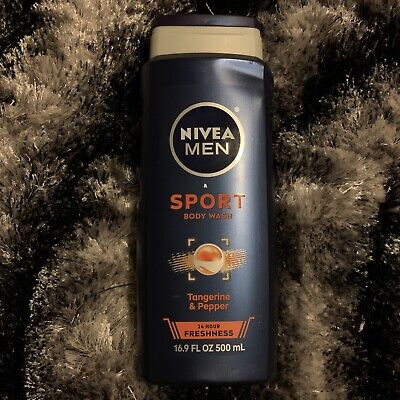 NIVEA
MEN
SPORT
BODY WASH
Tangerine
& Pepper
24 HOUR
FRESHNESS
16.9 FL OZ 500 mL